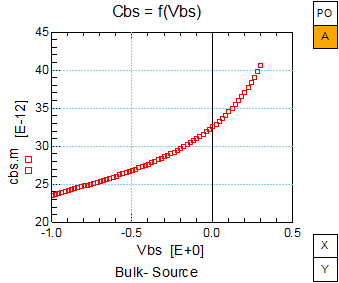 Cbs = f(Vbs)
PO
A
45
40
35
30
25
20
cbs.m [E-12]
-1.0
-0.5
0.0
0.5
Vbs [E+0]
Bulk- Source
X
Y